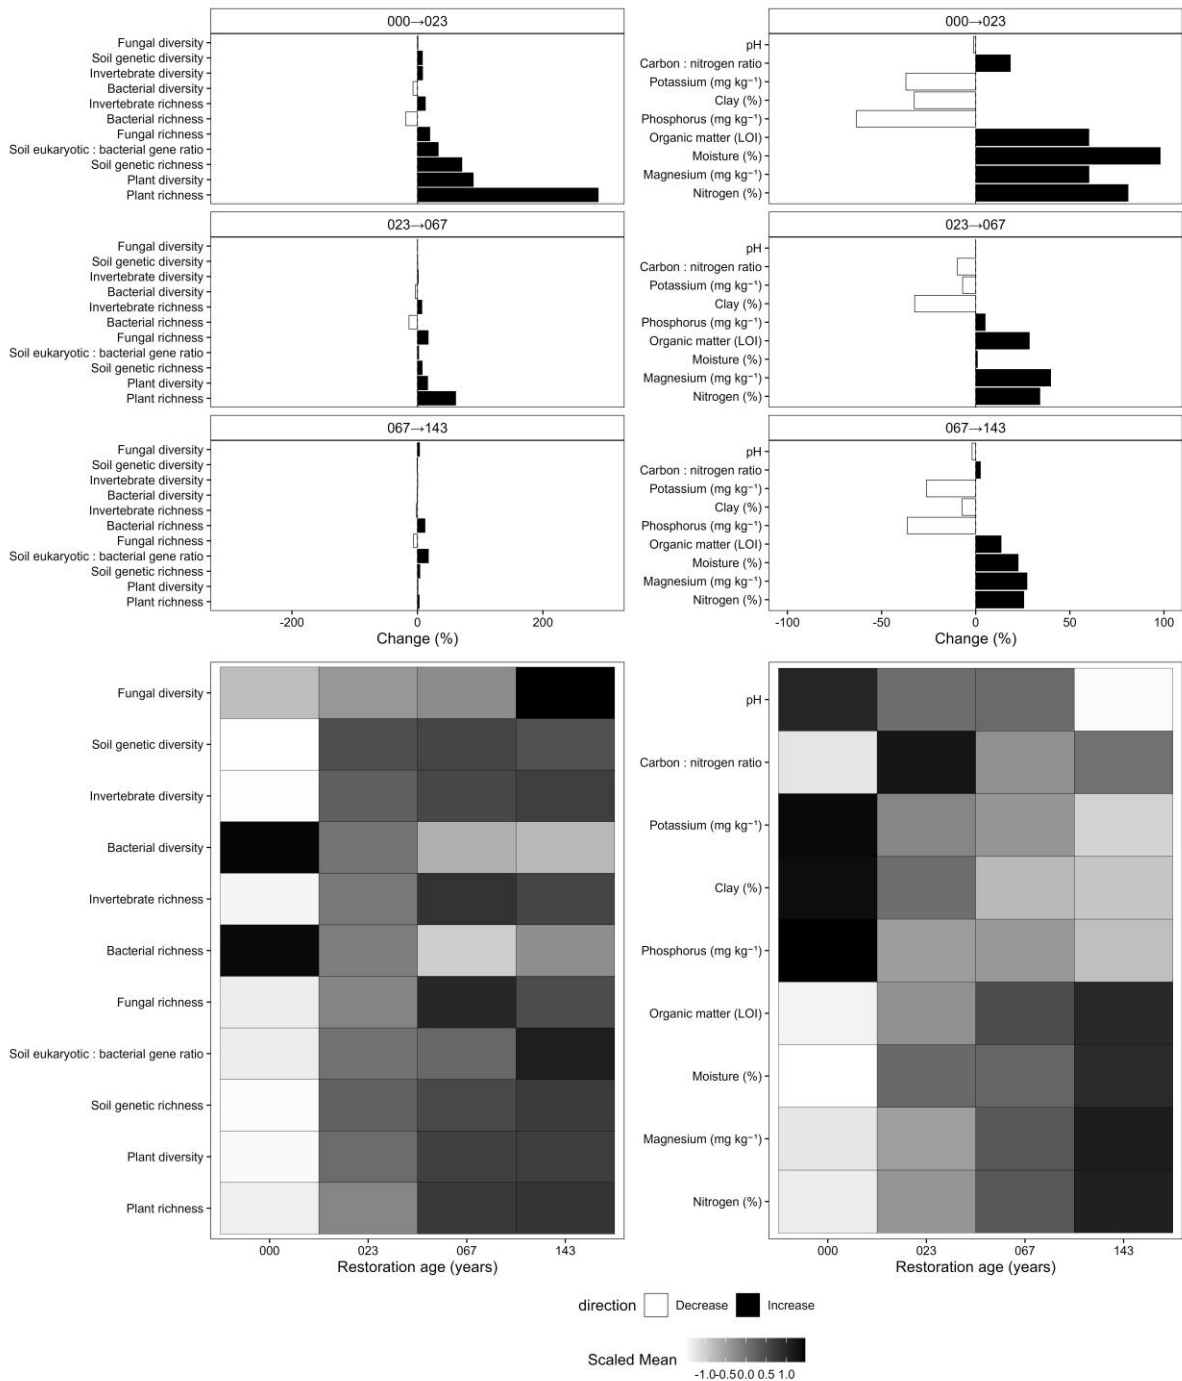 000→023
Fungal diversity
Soil genetic diversity
Invertebrate diversity
Bacterial diversity
Invertebrate richness
Bacterial richness
Fungal richness
Soil eukaryotic : bacterial gene ratio
Soil genetic richness
Plant diversity
Plant richness
023→067
Fungal diversity
Soil genetic diversity
Invertebrate diversity
Bacterial diversity
Invertebrate richness
Bacterial richness
Fungal richness
Soil eukaryotic : bacterial gene ratio
Soil genetic richness
Plant diversity
Plant richness
067→143
Fungal diversity
Soil genetic diversity
Invertebrate diversity
Bacterial diversity
Invertebrate richness
Bacterial richness
Fungal richness
Soil eukaryotic : bacterial gene ratio
Soil genetic richness
Plant diversity
Plant richness
-200 0 200
Change (%)
000→023
pH
Carbon : nitrogen ratio
Potassium (mg kg⁻¹)
Clay (%)
Phosphorus (mg kg⁻¹)
Organic matter (LOI)
Moisture (%)
Magnesium (mg kg⁻¹)
Nitrogen (%)
023→067
pH
Carbon : nitrogen ratio
Potassium (mg kg⁻¹)
Clay (%)
Phosphorus (mg kg⁻¹)
Organic matter (LOI)
Moisture (%)
Magnesium (mg kg⁻¹)
Nitrogen (%)
067→143
pH
Carbon : nitrogen ratio
Potassium (mg kg⁻¹)
Clay (%)
Phosphorus (mg kg⁻¹)
Organic matter (LOI)
Moisture (%)
Magnesium (mg kg⁻¹)
Nitrogen (%)
-100 -50 0 50 100
Change (%)
Fungal diversity
Soil genetic diversity
Invertebrate diversity
Bacterial diversity
Invertebrate richness
Bacterial richness
Fungal richness
Soil eukaryotic : bacterial gene ratio
Soil genetic richness
Plant diversity
Plant richness
000 023 067 143
Restoration age (years)
pH
Carbon : nitrogen ratio
Potassium (mg kg⁻¹)
Clay (%)
Phosphorus (mg kg⁻¹)
Organic matter (LOI)
Moisture (%)
Magnesium (mg kg⁻¹)
Nitrogen (%)
000 023 067 143
Restoration age (years)
direction Decrease Increase
Scaled Mean
-1.0 -0.5 0.0 0.5 1.0